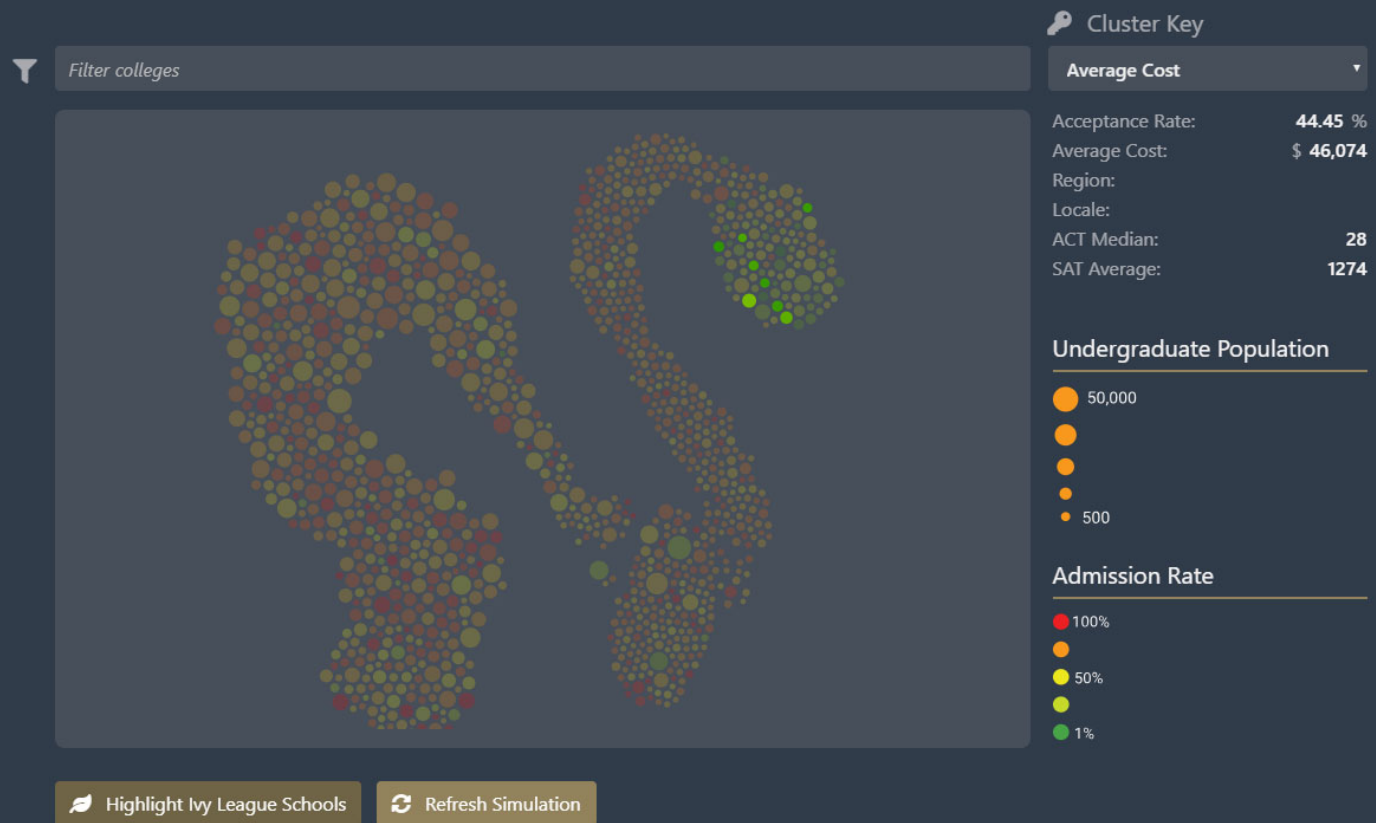 Cluster Key
Filter colleges
Average Cost
Acceptance Rate: 44.45 %
Average Cost: $ 46,074
Region:
Locale:
ACT Median: 28
SAT Average: 1274
Undergraduate Population
50,000
500
Admission Rate
100%
50%
1%
Highlight Ivy League Schools
Refresh Simulation